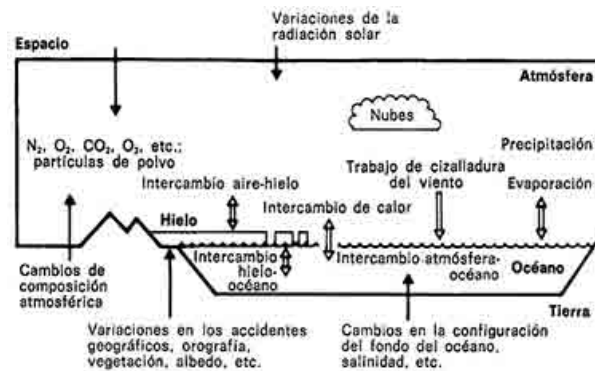 Variaciones de la
radiación solar
Espacio
Atmósfera
Nubes
N₂, O₂, CO₂, O₃, etc.;
partículas de polvo
Precipitación
Trabajo de cizalladura
del viento
Intercambio aire-hielo
Evaporación
Intercambio de calor
Hielo
Intercambio
hielo-
océano
Intercambio atmósfera-
océano
Océano
Cambios de
composición
atmosférica
Tierra
Variaciones en los accidentes
geográficos, orografía,
vegetación, albedo, etc.
Cambios en la configuración
del fondo del océano,
salinidad, etc.